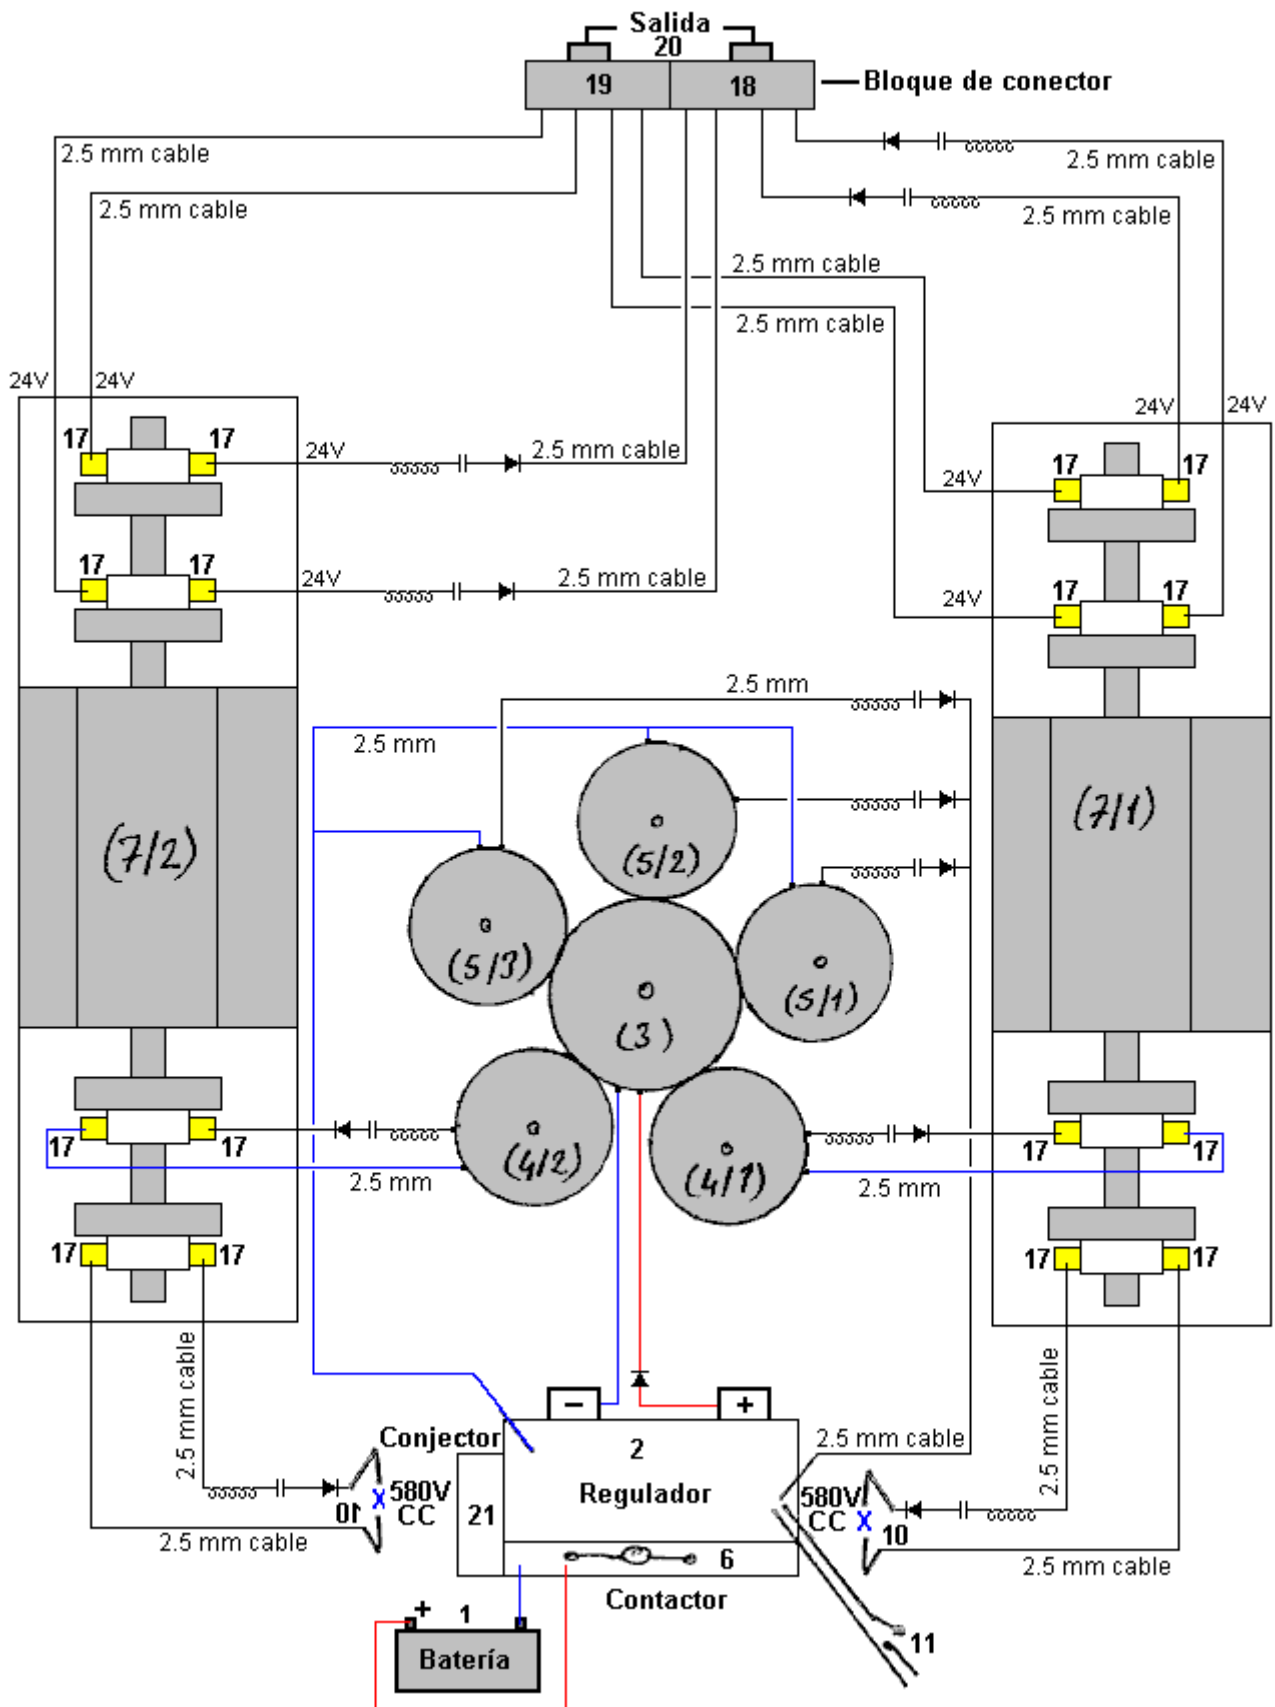 Salida
20
19
18
Bloque de conector
2.5 mm cable
2.5 mm cable
2.5 mm cable
2.5 mm cable
2.5 mm cable
2.5 mm cable
24V
24V
24V
24V
17
17
24V
2.5 mm cable
17
17
24V
17
17
24V
2.5 mm cable
17
17
24V
2.5 mm
2.5 mm
(7/2)
(7/1)
(5/2)
(5/3)
(5/1)
(3)
(4/2)
(4/1)
17
17
2.5 mm
17
17
2.5 mm
17
17
17
17
2.5 mm cable
2.5 mm cable
–
+
Conjector
2
Regulador
2.5 mm cable
580V
CC
10
21
580V
CC
10
2.5 mm cable
6
2.5 mm cable
Contactor
+
1
Batería
11